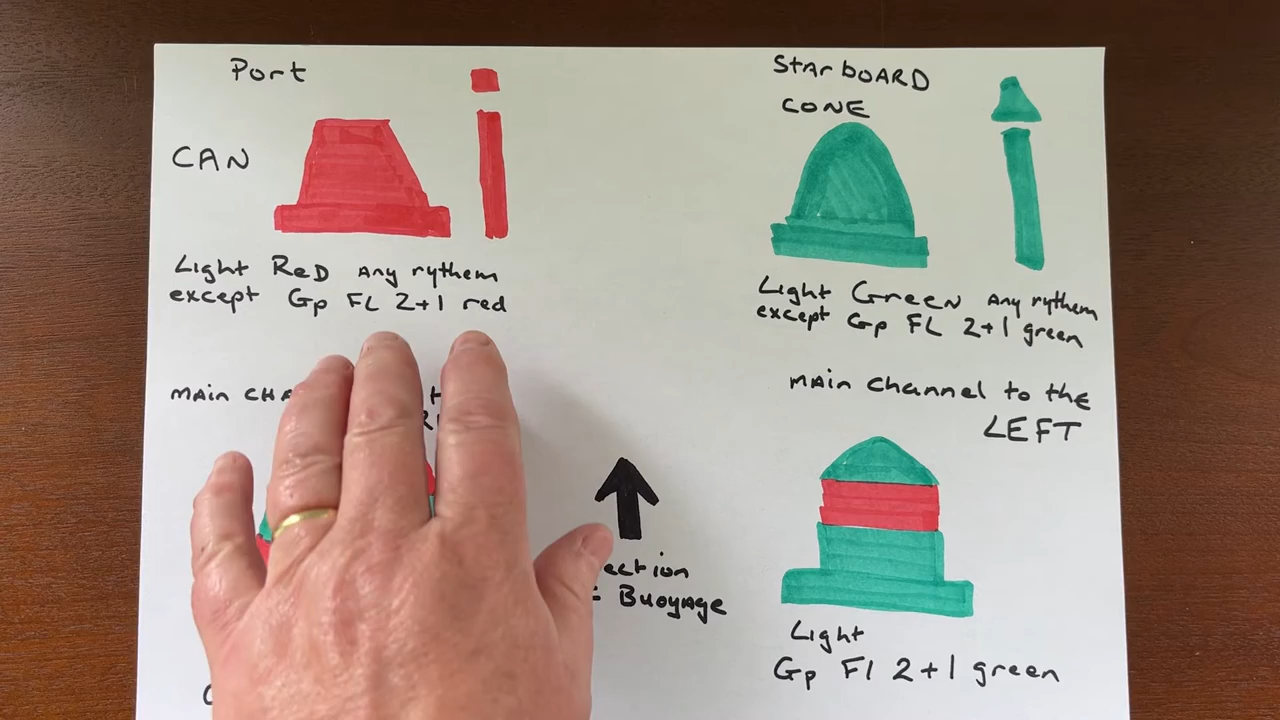 Port
CAN
Light Red Any rythem
except Gp FL 2+1 red
StarBOARD
CONE
Light Green Any rythem
except Gp FL 2+1 green
MAIN
MAIN Channel to the
LEFT
Buoyage
Light
Gp Fl 2+1 green